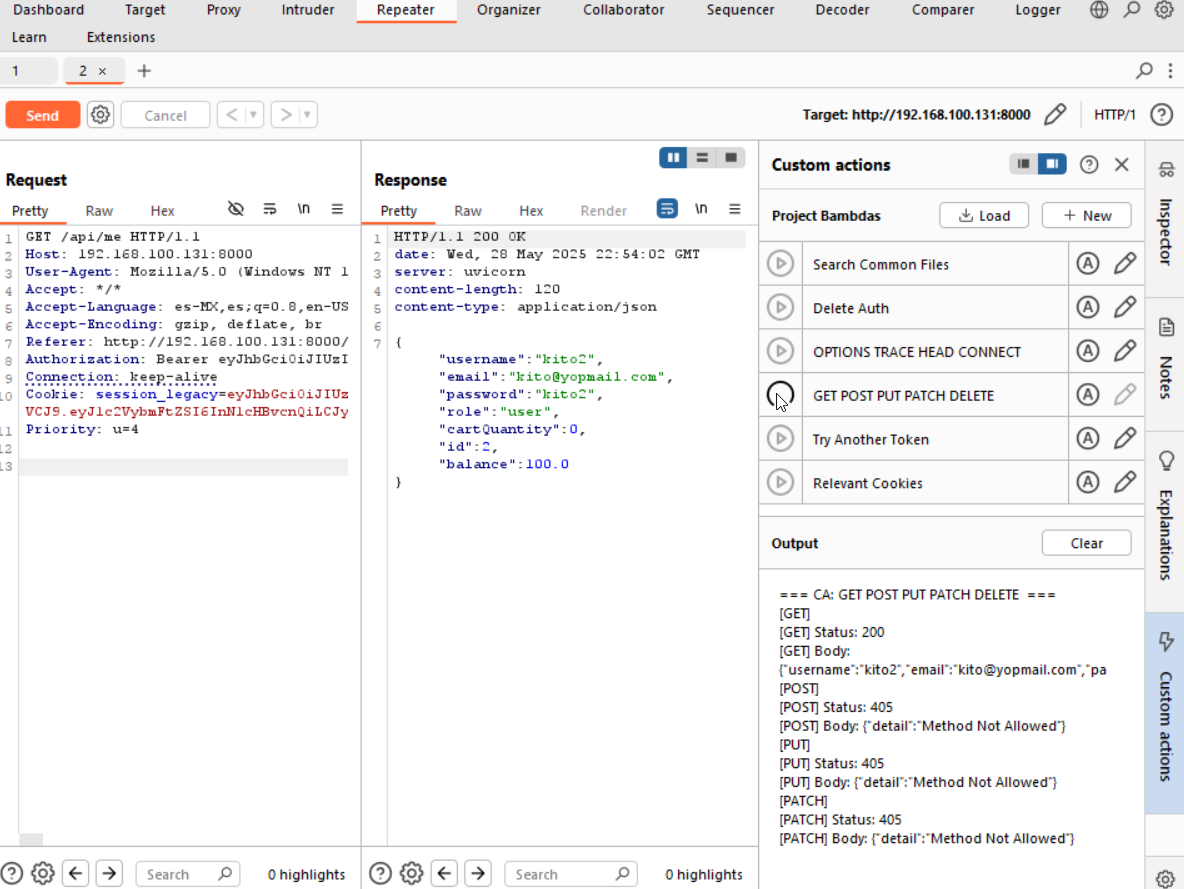 Dashboard Target Proxy Intruder Repeater Organizer Collaborator Sequencer Decoder Comparer Logger
Learn Extensions
1 2 × +
Send Cancel < >
Target: http://192.168.100.131:8000 HTTP/1
Request
Pretty Raw Hex \n
1 GET /api/me HTTP/1.1
2 Host: 192.168.100.131:8000
3 User-Agent: Mozilla/5.0 (Windows NT 1
4 Accept: */*
5 Accept-Language: es-MX,es;q=0.8,en-US
6 Accept-Encoding: gzip, deflate, br
7 Referer: http://192.168.100.131:8000/
8 Authorization: Bearer eyJhbGciOiJIUzI
9 Connection: keep-alive
10 Cookie: session_legacy=eyJhbGciOiJIUz
VCJ9.eyJ1c2VybmFtZSI6InN1cHBvcnQiLCJy
11 Priority: u=4
12
13
Search 0 highlights
Response
Pretty Raw Hex Render \n
1 HTTP/1.1 200 OK
2 date: Wed, 28 May 2025 22:54:02 GMT
3 server: uvicorn
4 content-length: 120
5 content-type: application/json
6
7 {
"username":"kito2",
"email":"kito@yopmail.com",
"password":"kito2",
"role":"user",
"cartQuantity":0,
"id":2,
"balance":100.0
}
Search 0 highlights
Custom actions
Project Bambdas Load + New
Search Common Files A
Delete Auth A
OPTIONS TRACE HEAD CONNECT A
GET POST PUT PATCH DELETE A
Try Another Token A
Relevant Cookies A
Output Clear
=== CA: GET POST PUT PATCH DELETE ===
[GET]
[GET] Status: 200
[GET] Body:
{"username":"kito2","email":"kito@yopmail.com","pa
[POST]
[POST] Status: 405
[POST] Body: {"detail":"Method Not Allowed"}
[PUT]
[PUT] Status: 405
[PUT] Body: {"detail":"Method Not Allowed"}
[PATCH]
[PATCH] Status: 405
[PATCH] Body: {"detail":"Method Not Allowed"}
Inspector
Notes
Explanations
Custom actions